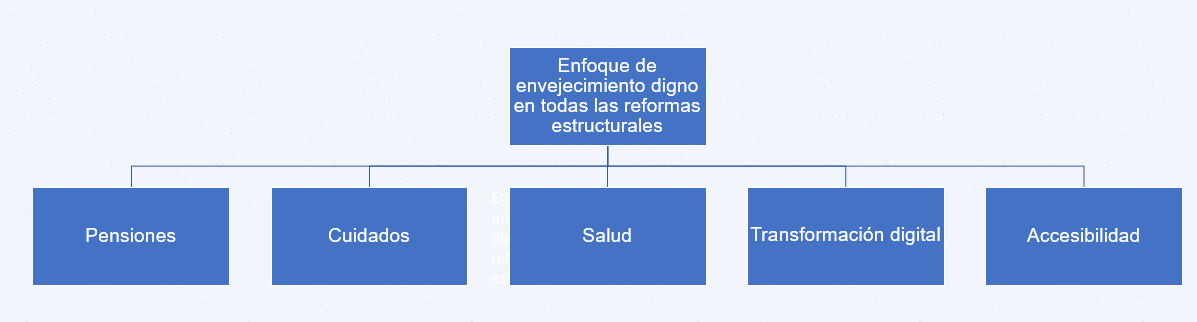 Enfoque de
envejecimiento digno
en todas las reformas
estructurales
Pensiones
Cuidados
Salud
Transformación digital
Accesibilidad